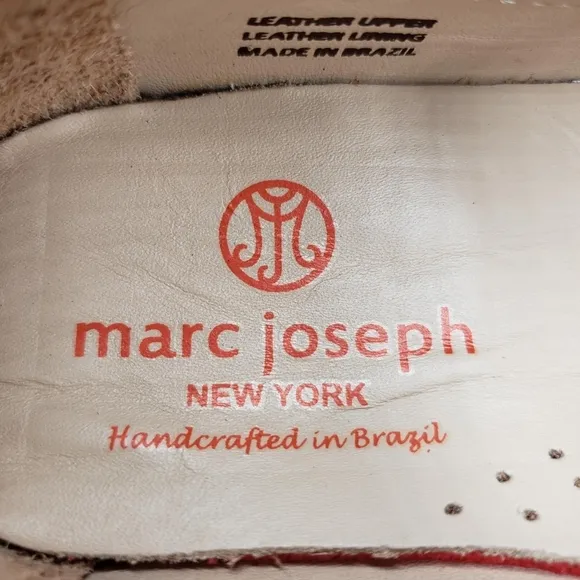 LEATHER UPPER
LEATHER LINING
MADE IN BRAZIL
marc joseph
NEW YORK
Handcrafted in Brazil